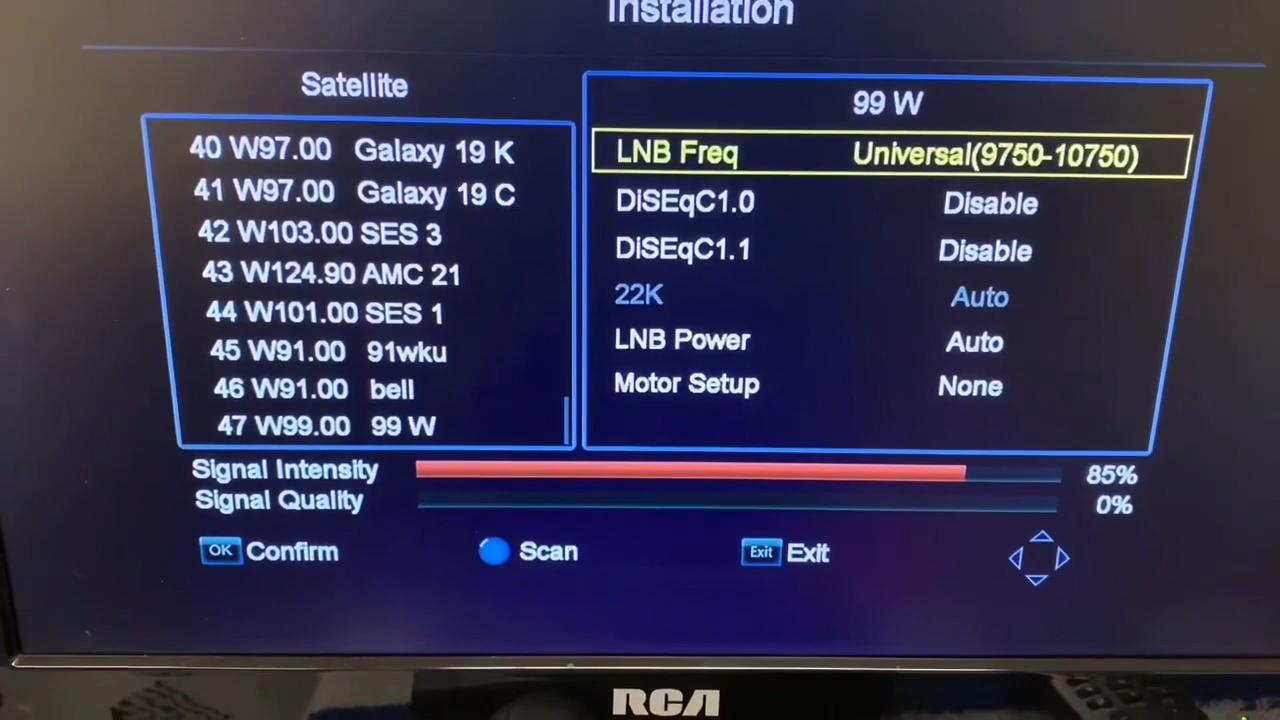 Installation
Satellite
40 W97.00 Galaxy 19 K
41 W97.00 Galaxy 19 C
42 W103.00 SES 3
43 W124.90 AMC 21
44 W101.00 SES 1
45 W91.00 91wku
46 W91.00 bell
47 W99.00 99 W
99 W
LNB Freq Universal(9750-10750)
DiSEqC1.0 Disable
DiSEqC1.1 Disable
22K Auto
LNB Power Auto
Motor Setup None
Signal Intensity 85%
Signal Quality 0%
OK Confirm Scan Exit Exit
RCA